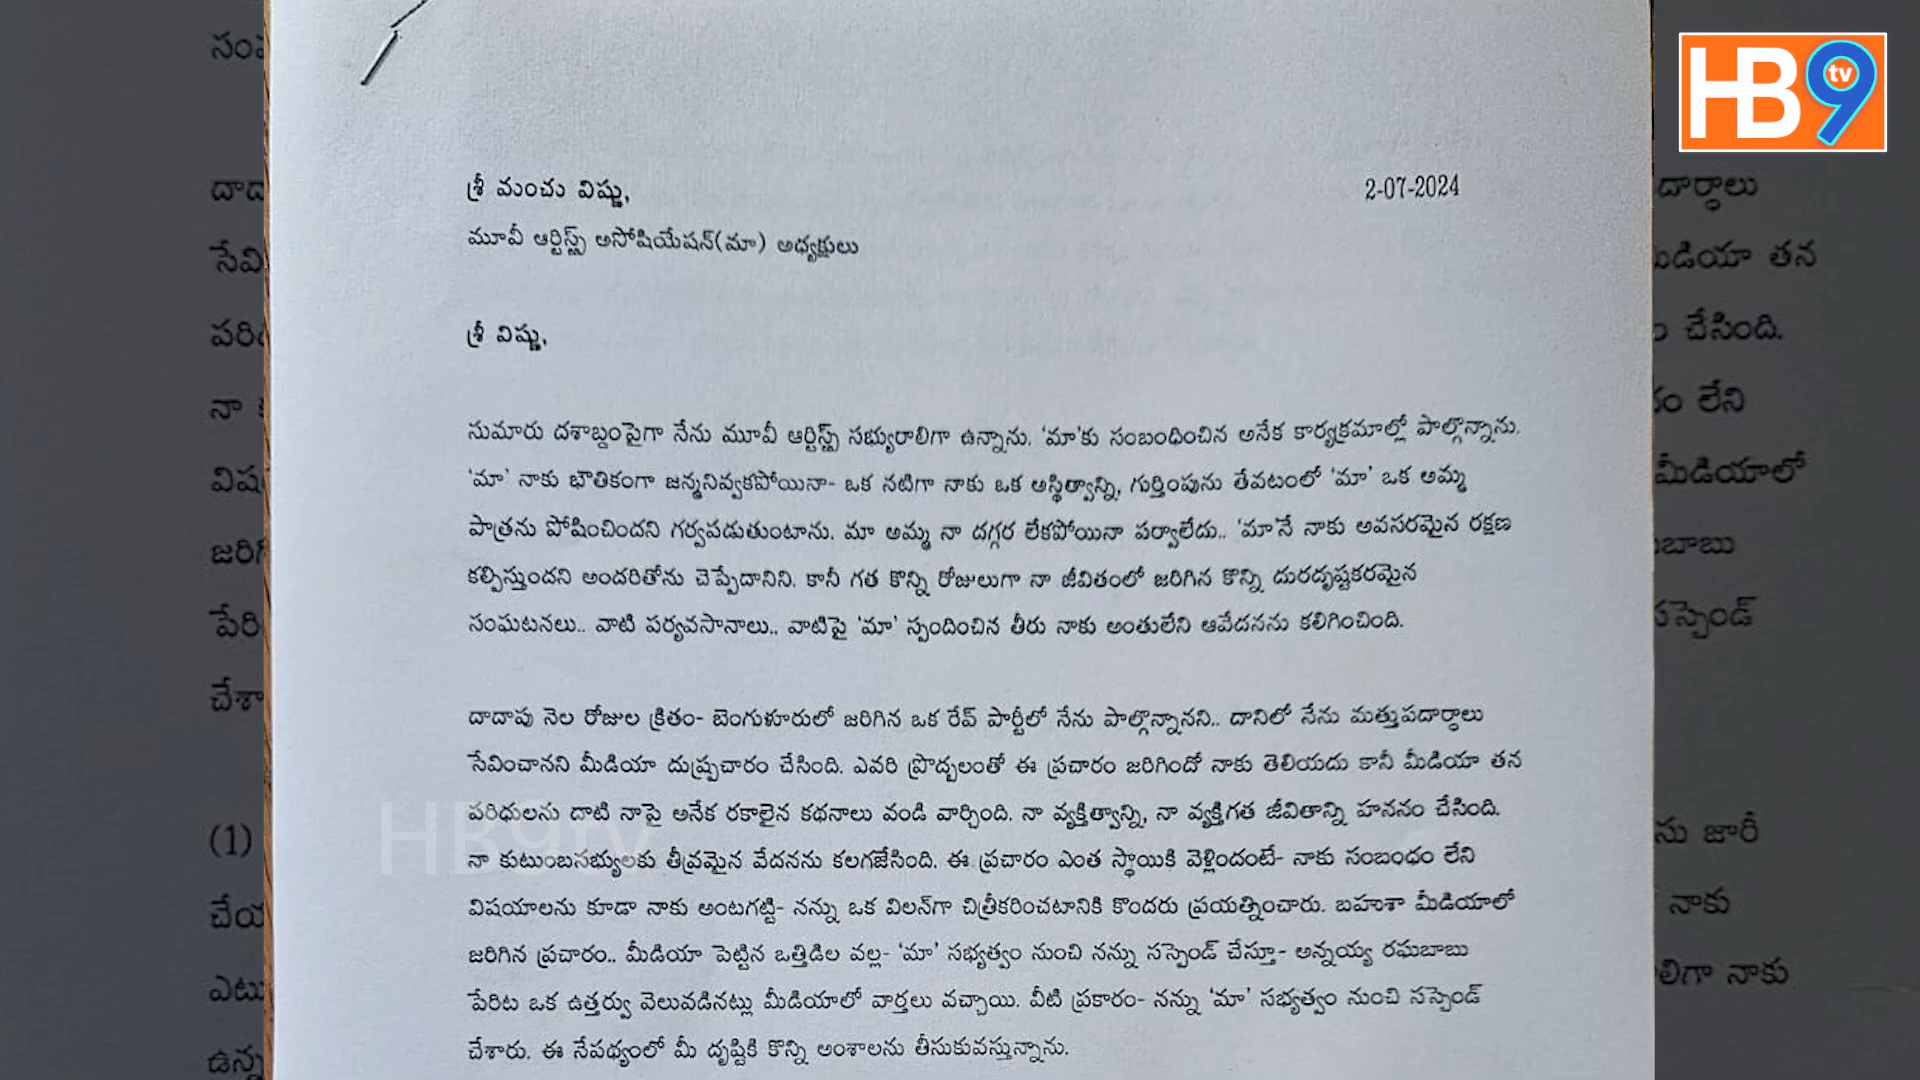 HB9 tv
శ్రీ మంచు విష్ణు,
2-07-2024
మూవీ ఆర్టిస్ట్స్ అసోషియేషన్(మా) అధ్యక్షులు
శ్రీ విష్ణు,
సుమారు దశాబ్దంపైగా నేను మూవీ ఆర్టిస్ట్స్ సభ్యురాలిగా ఉన్నాను. ‘మా’కు సంబంధించిన అనేక కార్యక్రమాల్లో పాల్గొన్నాను.
‘మా’ నాకు భౌతికంగా జన్మనివ్వకపోయినా- ఒక నటిగా నాకు ఒక అస్థిత్వాన్ని, గుర్తింపును తేవటంలో ‘మా’ ఒక అమ్మ
పాత్రను పోషించిందని గర్వపడుతుంటాను. మా అమ్మ నా దగ్గర లేకపోయినా పర్వాలేదు.. ‘మా’నే నాకు అవసరమైన రక్షణ
కల్పిస్తుందని అందరితోను చెప్పేదానిని. కానీ గత కొన్ని రోజులుగా నా జీవితంలో జరిగిన కొన్ని దురదృష్టకరమైన
సంఘటనలు.. వాటి పర్యవసానాలు.. వాటిపై ‘మా’ స్పందించిన తీరు నాకు అంతులేని ఆవేదనను కలిగించింది.
దాదాపు నెల రోజుల క్రితం- బెంగుళూరులో జరిగిన ఒక రేవ్ పార్టీలో నేను పాల్గొన్నానని.. దానిలో నేను మత్తుపదార్థాలు
సేవించానని మీడియా దుష్ప్రచారం చేసింది. ఎవరి ప్రొద్బలంతో ఈ ప్రచారం జరిగిందో నాకు తెలియదు కానీ మీడియా తన
పరిధులను దాటి నాపై అనేక రకాలైన కథనాలు వండి వార్చింది. నా వ్యక్తిత్వాన్ని, నా వ్యక్తిగత జీవితాన్ని హననం చేసింది.
నా కుటుంబసభ్యులకు తీవ్రమైన వేదనను కలగజేసింది. ఈ ప్రచారం ఎంత స్థాయికి వెళ్లిందంటే- నాకు సంబంధం లేని
విషయాలను కూడా నాకు అంటగట్టి- నన్ను ఒక విలన్‌గా చిత్రీకరించటానికి కొందరు ప్రయత్నించారు. బహుశా మీడియాలో
జరిగిన ప్రచారం.. మీడియా పెట్టిన ఒత్తిడిల వల్ల- ‘మా’ సభ్యత్వం నుంచి నన్ను సస్పెండ్ చేస్తూ- అన్నయ్య రఘుబాబు
పేరిట ఒక ఉత్తర్వు వెలువడినట్లు మీడియాలో వార్తలు వచ్చాయి. వీటి ప్రకారం- నన్ను ‘మా’ సభ్యత్వం నుంచి సస్పెండ్
చేశారు. ఈ నేపథ్యంలో మీ దృష్టికి కొన్ని అంశాలను తీసుకువస్తున్నాను.
HB9tv